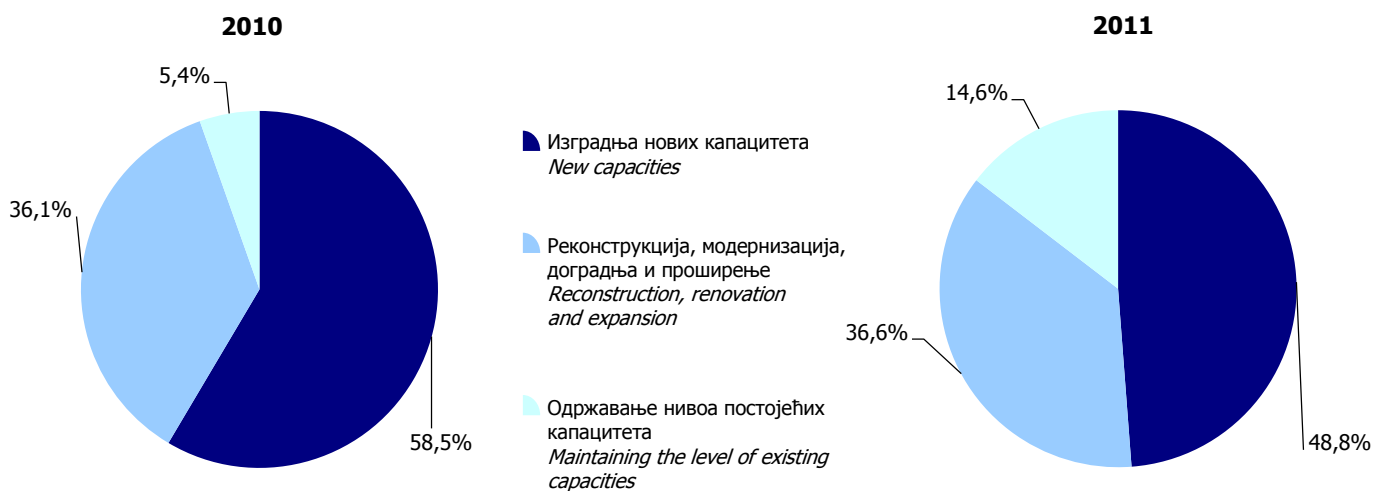 2010
5,4%
36,1%
58,5%
Изградња нових капацитета
New capacities
Реконструкција, модернизација,
доградња и проширење
Reconstruction, renovation
and expansion
Одржавање нивоа постојећих
капацитета
Maintaining the level of existing
capacities
2011
14,6%
36,6%
48,8%